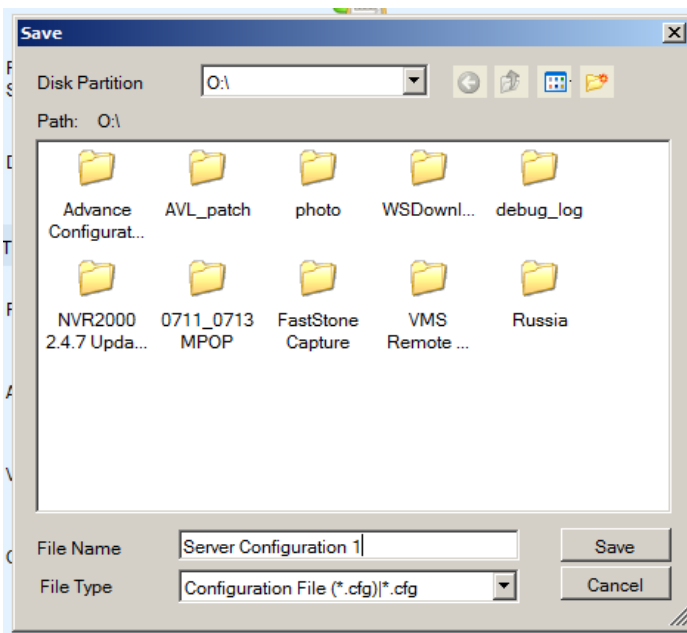 Save
Disk Partition
O:\
Path: O:\
Advance
Configurat...
AVL_patch
photo
WSDownl...
debug_log
NVR2000
2.4.7 Upda...
0711_0713
MPOP
FastStone
Capture
VMS
Remote ...
Russia
File Name
Server Configuration 1
Save
File Type
Configuration File (*.cfg)|*.cfg
Cancel